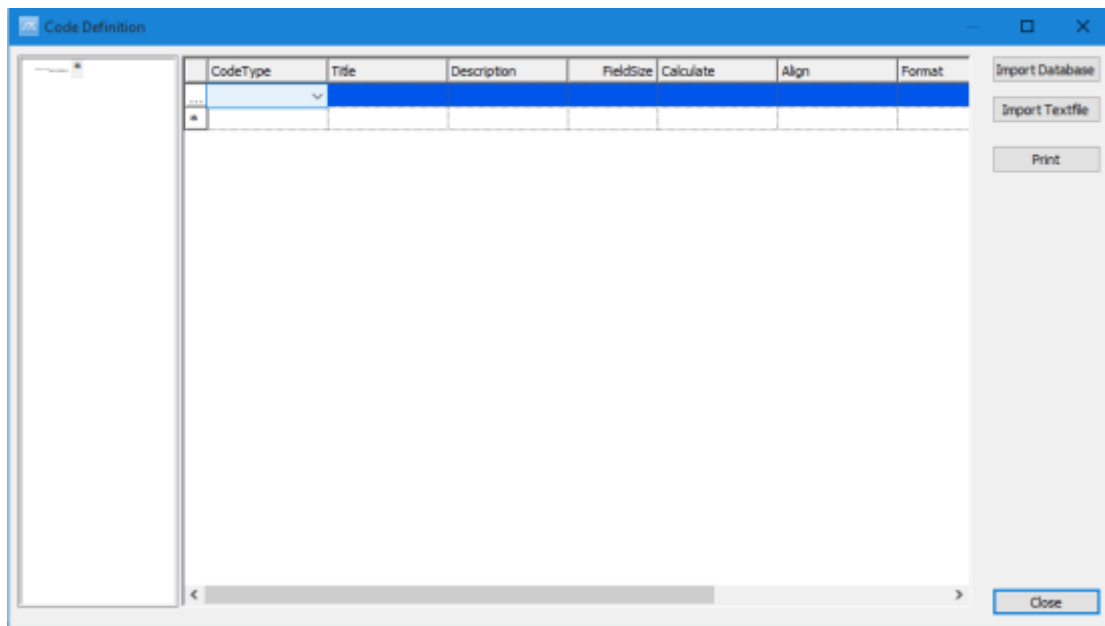 Code Definition
CodeType Title Description FieldSize Calculate Align Format
...
*
Import Database
Import Textfile
Print
Close